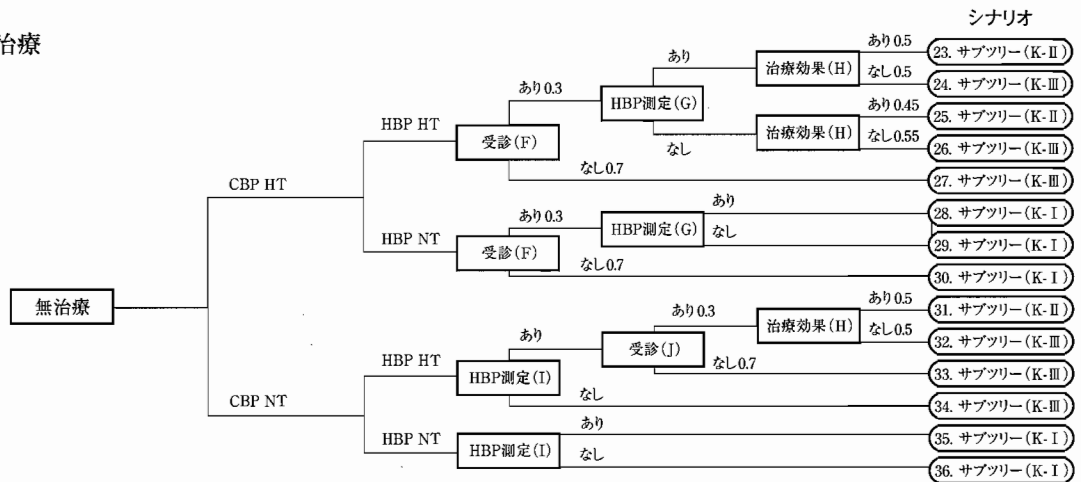 シナリオ
治療
あり0.5
23. サブツリー(K-Ⅱ)
あり
治療効果(H)
なし0.5
24. サブツリー(K-Ⅲ)
あり0.3
HBP測定(G)
あり0.45
25. サブツリー(K-Ⅱ)
HBP HT
なし
治療効果(H)
なし0.55
26. サブツリー(K-Ⅲ)
受診(F)
なし0.7
27. サブツリー(K-Ⅲ)
CBP HT
あり
28. サブツリー(K-Ⅰ)
あり0.3
HBP測定(G)
なし
29. サブツリー(K-Ⅰ)
HBP NT
受診(F)
なし0.7
30. サブツリー(K-Ⅰ)
無治療
あり0.5
31. サブツリー(K-Ⅱ)
あり0.3
治療効果(H)
なし0.5
32. サブツリー(K-Ⅲ)
あり
受診(J)
なし0.7
33. サブツリー(K-Ⅲ)
HBP HT
HBP測定(I)
なし
34. サブツリー(K-Ⅲ)
CBP NT
あり
35. サブツリー(K-Ⅰ)
HBP NT
HBP測定(I)
なし
36. サブツリー(K-Ⅰ)